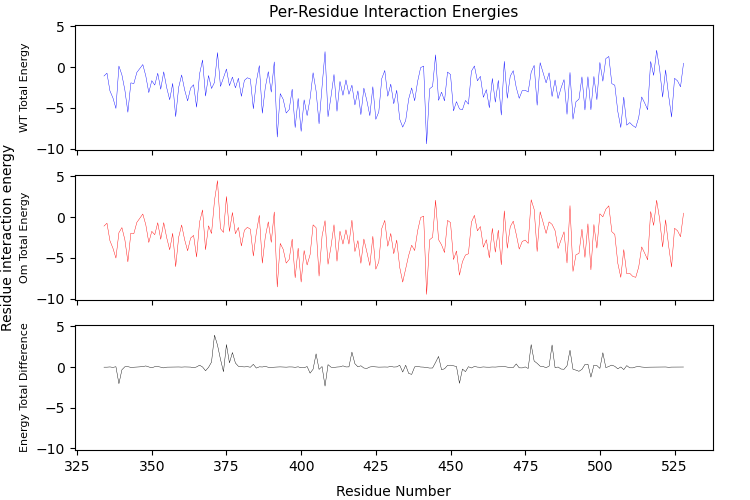 Per-Residue Interaction Energies
Residue interaction energy
WT Total Energy
5
0
−5
−10
Om Total Energy
5
0
−5
−10
Energy Total Difference
5
0
−5
−10
325 350 375 400 425 450 475 500 525
Residue Number